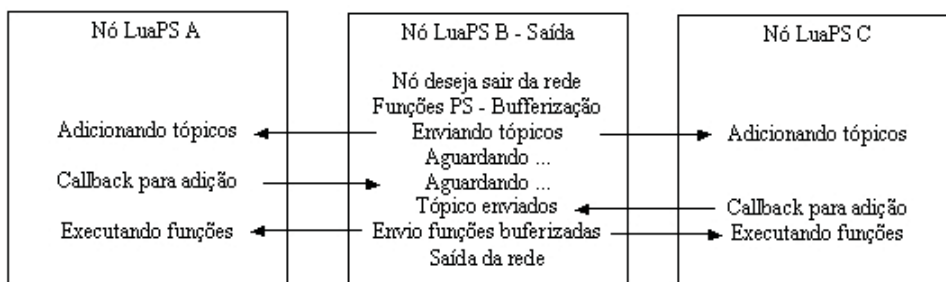 Nó LuaPS A
Adicionando tópicos
Callback para adição
Executando funções
Nó LuaPS B - Saída
Nó deseja sair da rede
Funções PS - Bufferização
Enviando tópicos
Aguardando ...
Aguardando ...
Tópico enviados
Envio funções buferizadas
Saída da rede
Nó LuaPS C
Adicionando tópicos
Callback para adição
Executando funções